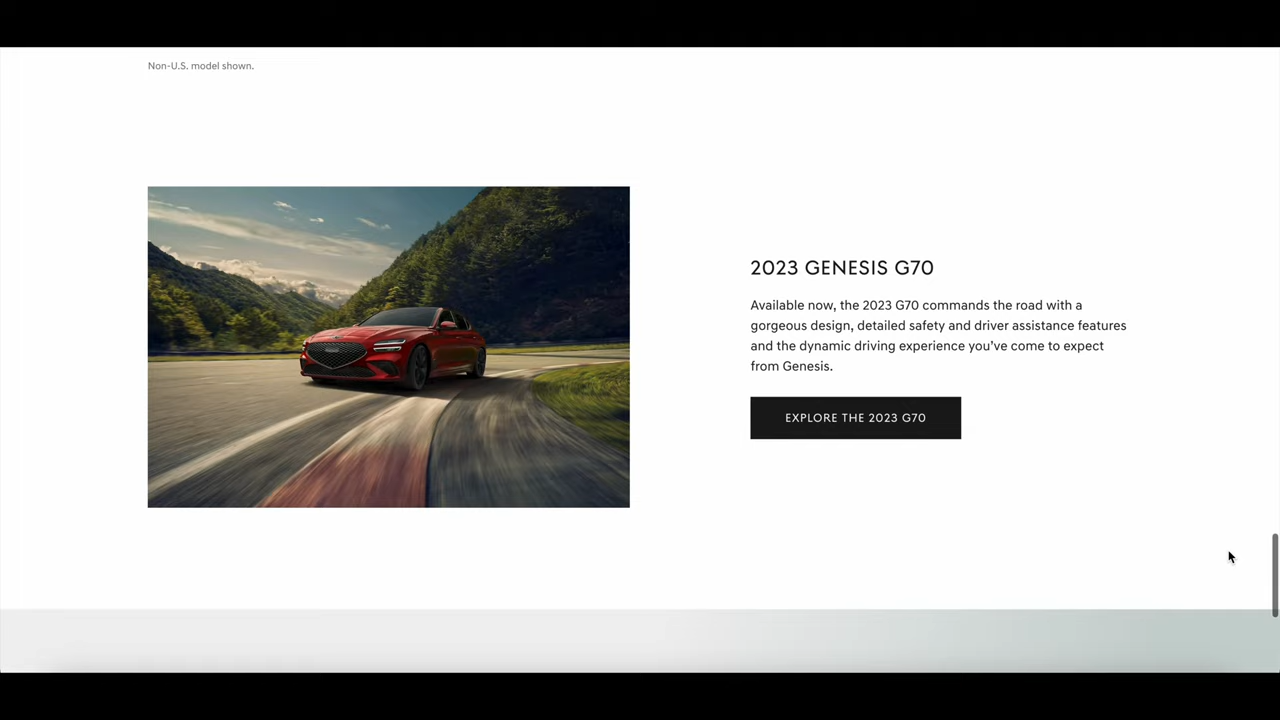 Non-U.S. model shown.
2023 GENESIS G70
Available now, the 2023 G70 commands the road with a
gorgeous design, detailed safety and driver assistance features
and the dynamic driving experience you've come to expect
from Genesis.
EXPLORE THE 2023 G70